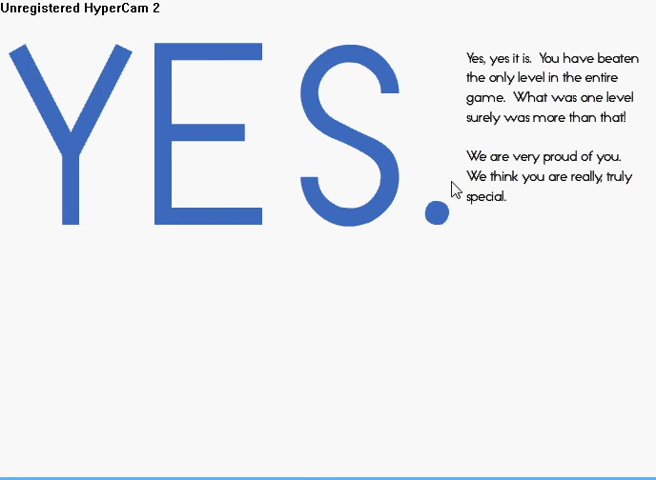 Unregistered HyperCam 2
YES.
Yes, yes it is.  You have beaten
the only level in the entire
game.  What was one level
surely was more than that!
We are very proud of you.
We think you are really, truly
special.